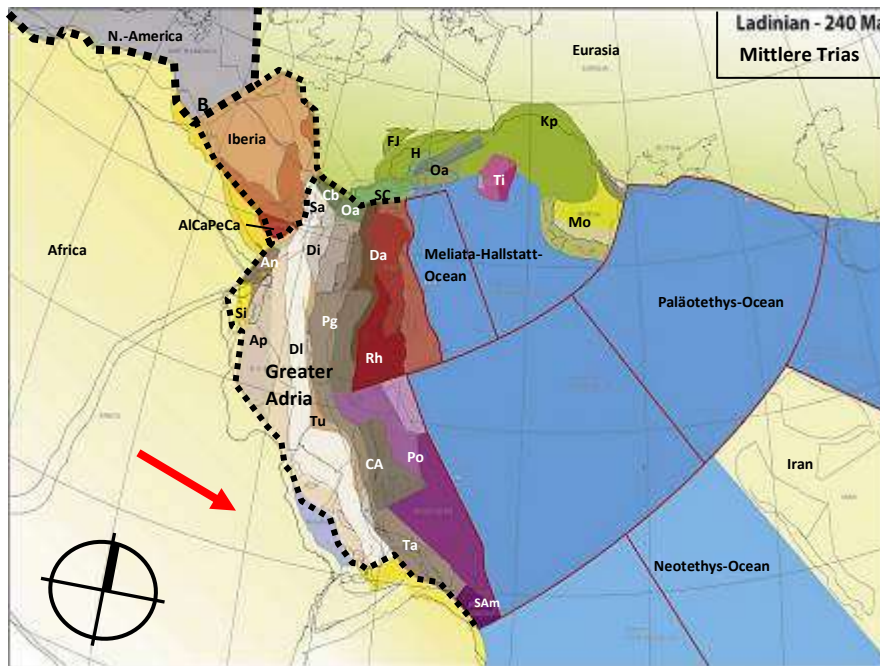 Ladinian - 240 Ma
Mittlere Trias
N.-America
Eurasia
B
Iberia
FJ
H
Kp
Oa
Ti
SC
Cb
Sa
Oa
Mo
AlCaPeCa
Africa
Di
Da
Meliata-Hallstatt-
Ocean
An
Paläotethys-Ocean
Si
Pg
Ap
Dl
Rh
Greater
Adria
Tu
CA
Po
Iran
Ta
Neotethys-Ocean
SAm